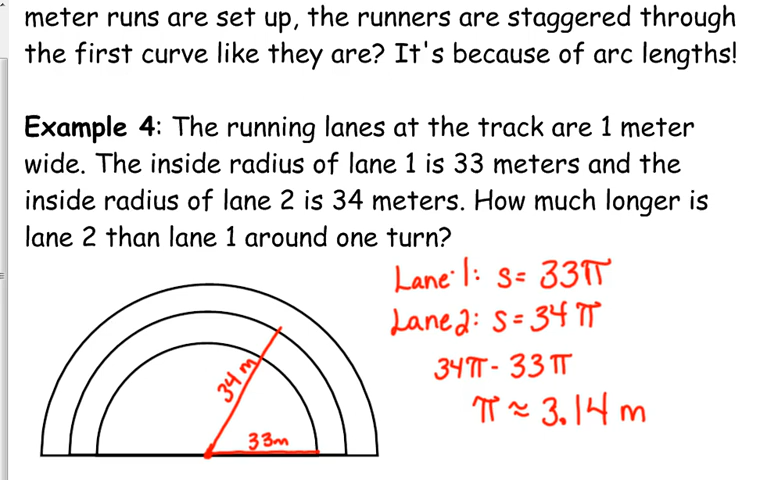 meter runs are set up, the runners are staggered through
the first curve like they are? It's because of arc lengths!
Example 4: The running lanes at the track are 1 meter
wide. The inside radius of lane 1 is 33 meters and the
inside radius of lane 2 is 34 meters. How much longer is
lane 2 than lane 1 around one turn?
Lane 1: s = 33π
Lane 2: s = 34π
34π - 33π
π ≈ 3.14 m
34 m
33m